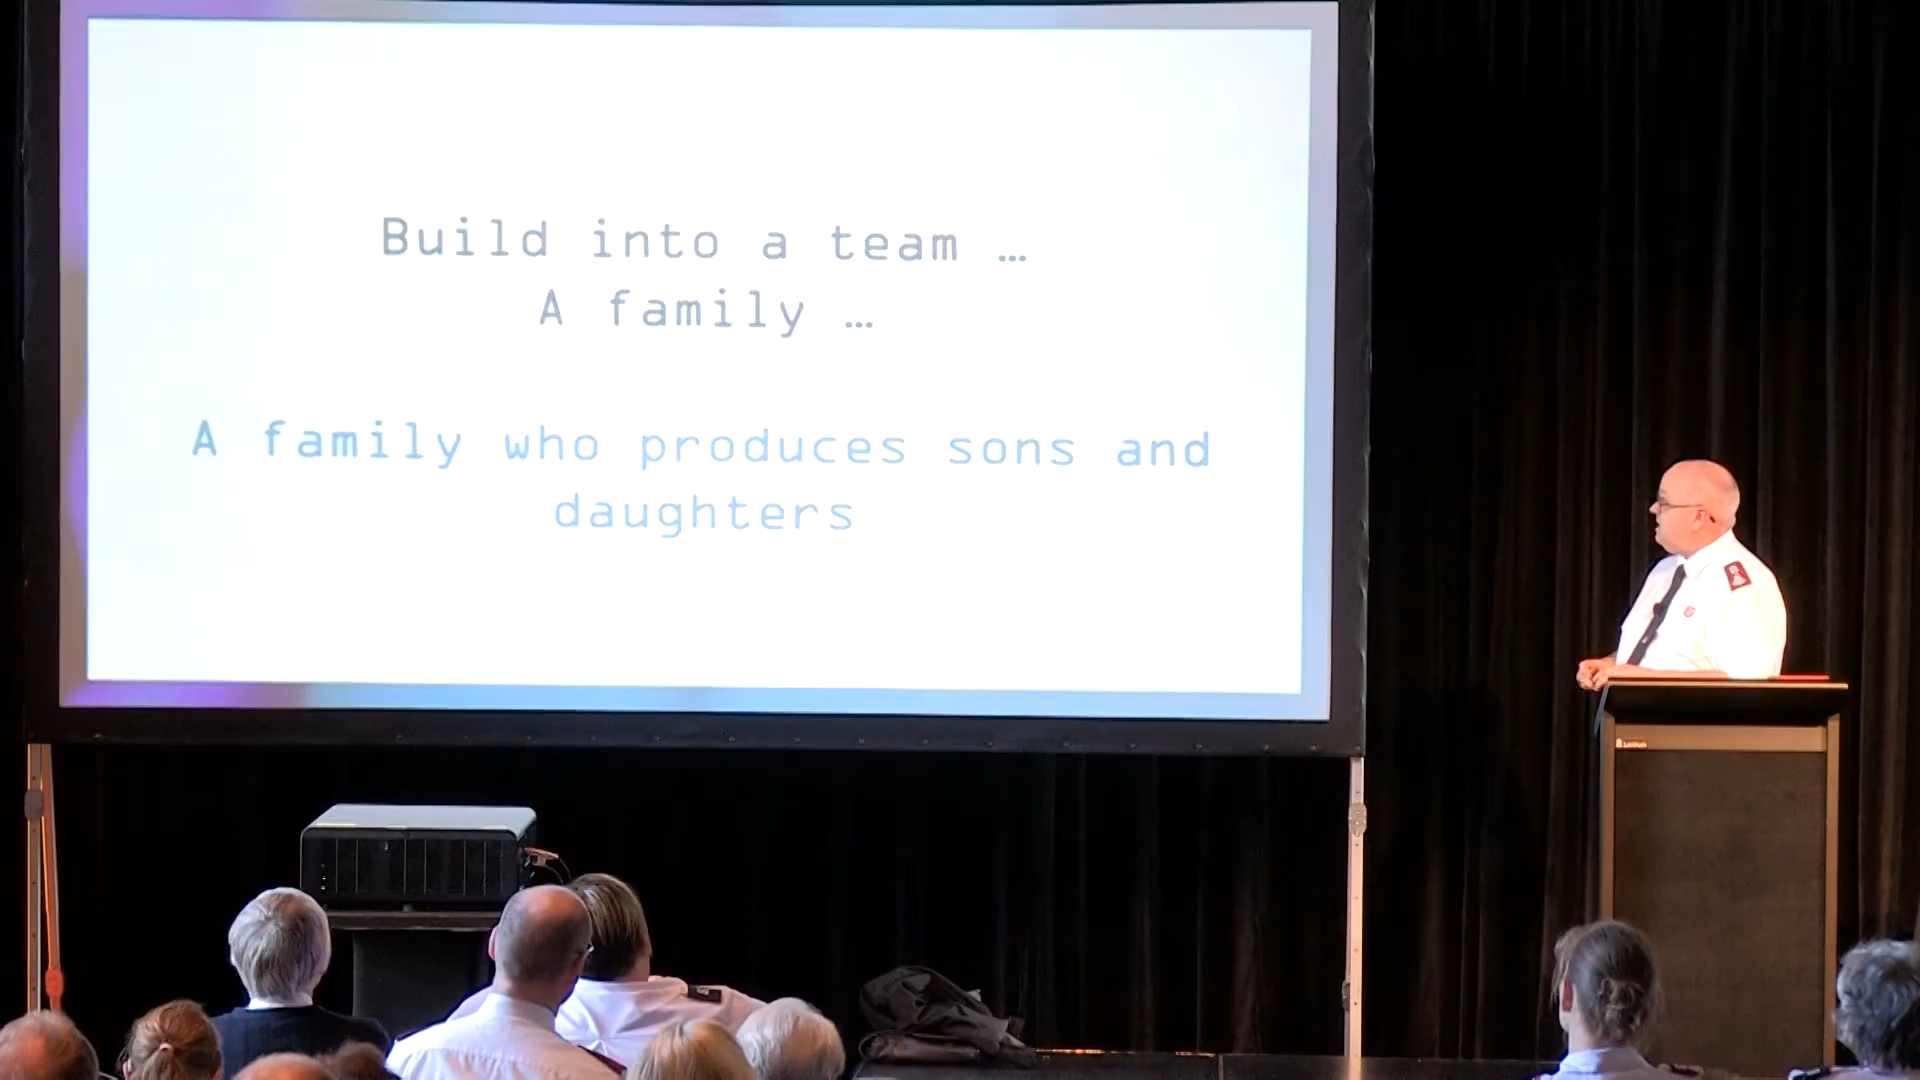 Build into a team …
A family …
A family who produces sons and
daughters